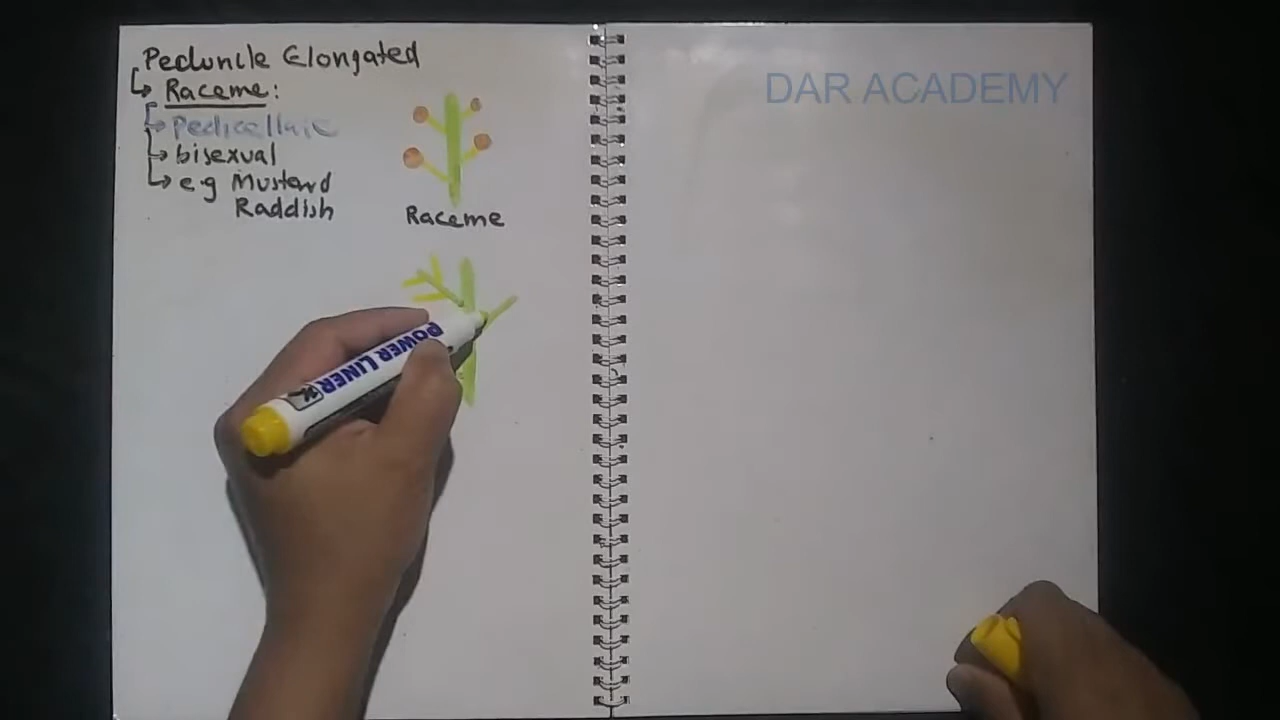 Peduncle Elongated
Raceme:
Pedicellate
bisexual
e.g Mustard
Raddish
Raceme
DAR ACADEMY
POWER LINER